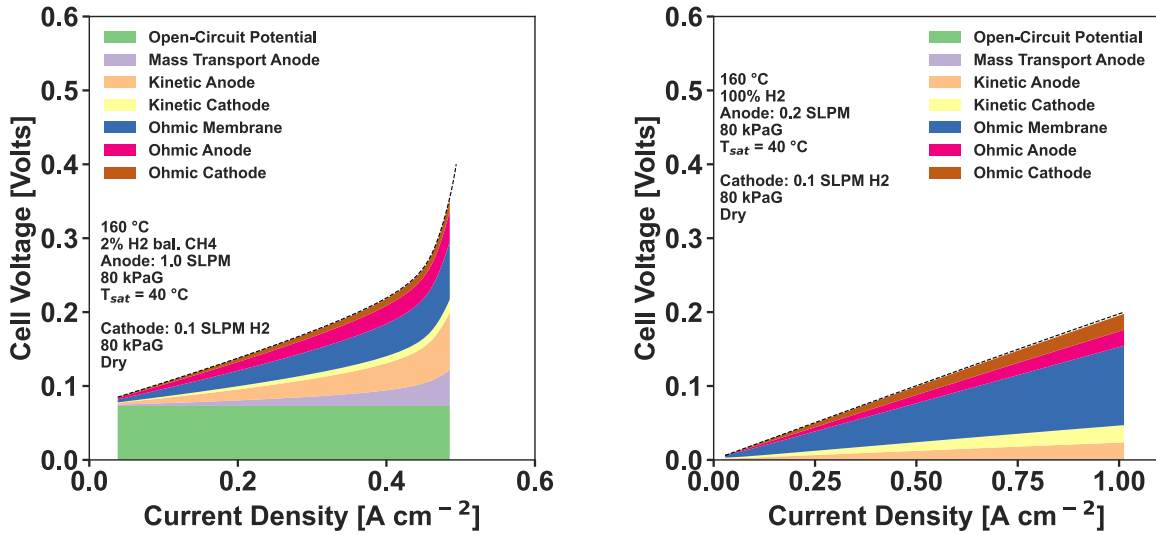 Cell Voltage [Volts]
0.6
0.5
0.4
0.3
0.2
0.1
0.0
Open-Circuit Potential
Mass Transport Anode
Kinetic Anode
Kinetic Cathode
Ohmic Membrane
Ohmic Anode
Ohmic Cathode
160 °C
2% H2 bal. CH4
Anode: 1.0 SLPM
80 kPaG
Tsat = 40 °C
Cathode: 0.1 SLPM H2
80 kPaG
Dry
0.0 0.2 0.4 0.6
Current Density [A cm⁻²]
Cell Voltage [Volts]
0.6
0.5
0.4
0.3
0.2
0.1
0.0
Open-Circuit Potential
Mass Transport Anode
Kinetic Anode
Kinetic Cathode
Ohmic Membrane
Ohmic Anode
Ohmic Cathode
160 °C
100% H2
Anode: 0.2 SLPM
80 kPaG
Tsat = 40 °C
Cathode: 0.1 SLPM H2
80 kPaG
Dry
0.00 0.25 0.50 0.75 1.00
Current Density [A cm⁻²]